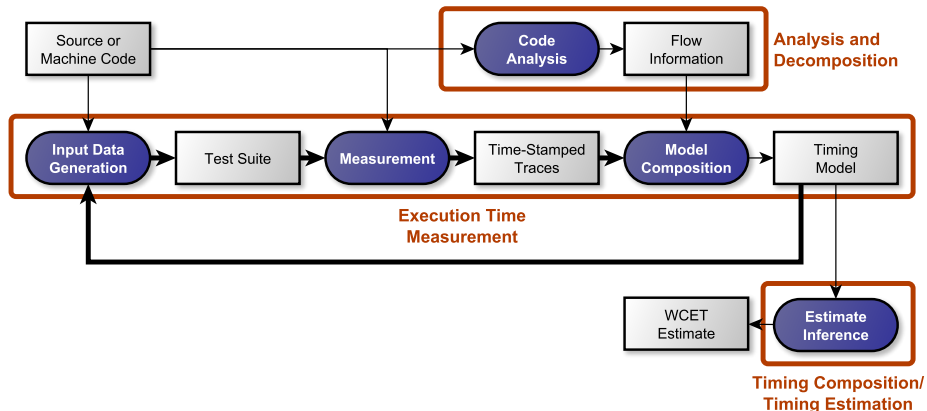 Source or
Machine Code
Code
Analysis
Flow
Information
Analysis and
Decomposition
Input Data
Generation
Test Suite
Measurement
Time-Stamped
Traces
Model
Composition
Timing
Model
Execution Time
Measurement
WCET
Estimate
Estimate
Inference
Timing Composition/
Timing Estimation